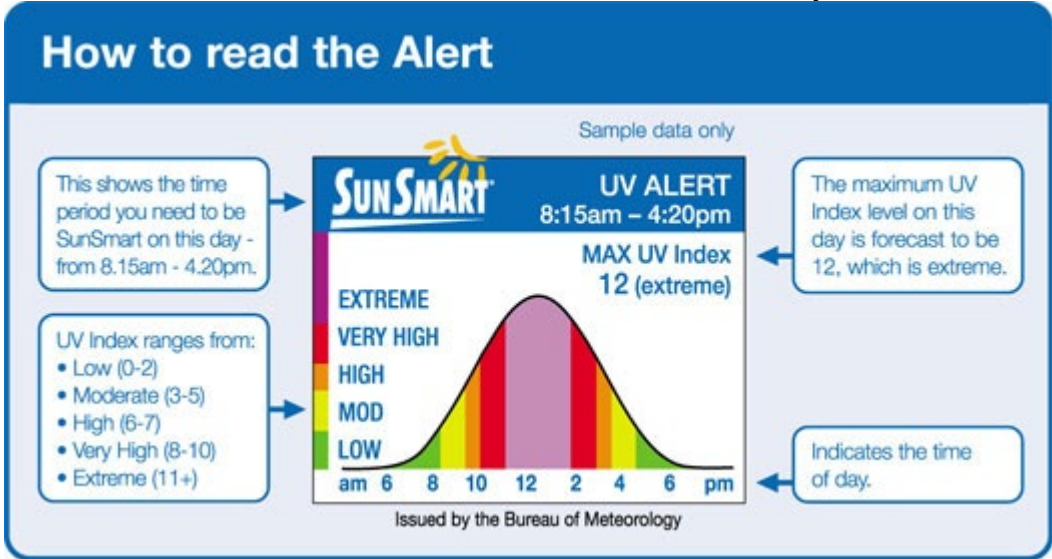 How to read the Alert
Sample data only
This shows the time
period you need to be
SunSmart on this day -
from 8.15am - 4.20pm.
UV Index ranges from:
• Low (0-2)
• Moderate (3-5)
• High (6-7)
• Very High (8-10)
• Extreme (11+)
SUNSMART
UV ALERT
8:15am – 4:20pm
MAX UV Index
12 (extreme)
EXTREME
VERY HIGH
HIGH
MOD
LOW
am 6 8 10 12 2 4 6 pm
Issued by the Bureau of Meteorology
The maximum UV
Index level on this
day is forecast to be
12, which is extreme.
Indicates the time
of day.